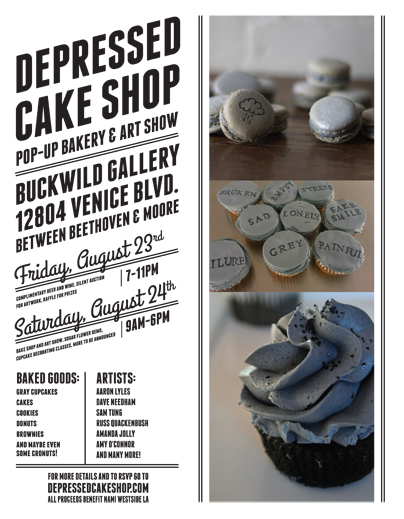 DEPRESSED
CAKE SHOP
POP-UP BAKERY & ART SHOW
BUCKWILD GALLERY
12804 VENICE BLVD.
BETWEEN BEETHOVEN & MOORE
Friday, August 23rd
COMPLIMENTARY BEER AND WINE, SILENT AUCTION
FOR ARTWORK, RAFFLE FOR PRIZES
7-11PM
Saturday, August 24th
BAKE SHOP AND ART SHOW, SUGAR FLOWER DEMO,
CUPCAKE DECORATING CLASSES, MORE TO BE ANNOUNCED
9AM-6PM
BAKED GOODS:
GRAY CUPCAKES
CAKES
COOKIES
DONUTS
BROWNIES
AND MAYBE EVEN
SOME CRONUTS!
ARTISTS:
AARON LYLES
DAVE NEEDHAM
SAM TUNG
RUSS QUACKENBUSH
AMANDA JOLLY
AMY O'CONNOR
AND MANY MORE!
FOR MORE DETAILS AND TO RSVP GO TO
DEPRESSEDCAKESHOP.COM
ALL PROCEEDS BENEFIT NAMI WESTSIDE LA
BROKEN
EMPTY
STRESS
SAD
LONELY
FAKE
SMILE
ILURE
GREY
PAINFUL